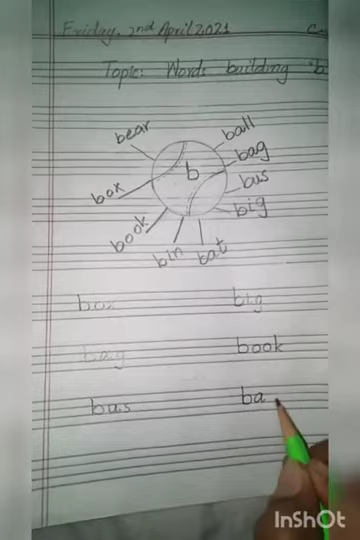 Friday, 2nd April 2021
Topic: Words building "b
bear
ball
bag
box
b
bus
big
book
bin
bat
box big
bag book
bus ba
InShOt